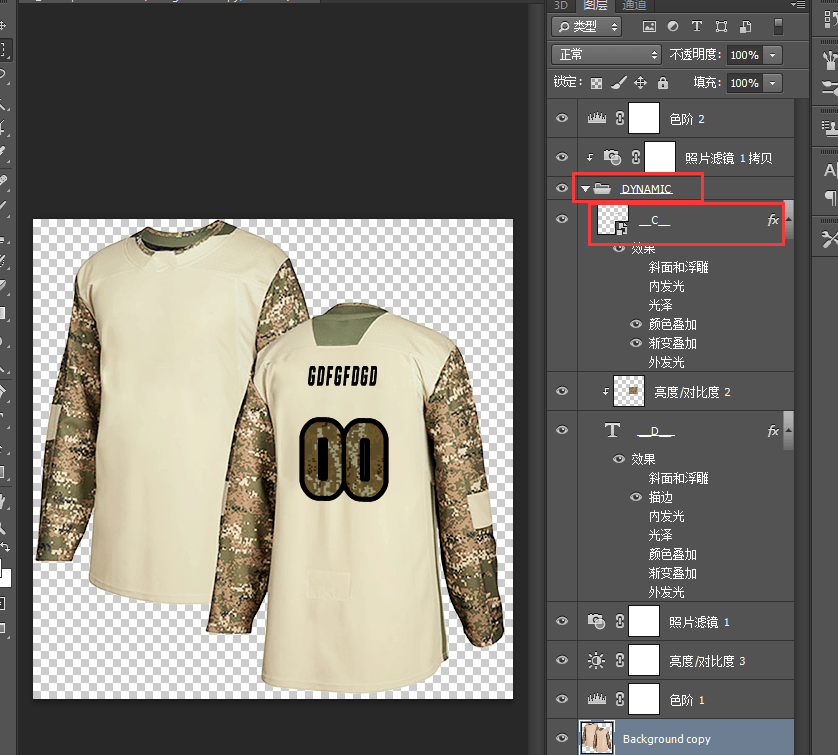 3D 图层 通道
类型 T
正常 不透明度: 100%
锁定: 填充: 100%
色阶 2
照片滤镜 1 拷贝
DYNAMIC
__C__ fx
效果
斜面和浮雕
内发光
光泽
颜色叠加
渐变叠加
外发光
亮度/对比度 2
T __D__ fx
效果
斜面和浮雕
描边
内发光
光泽
颜色叠加
渐变叠加
外发光
照片滤镜 1
亮度/对比度 3
色阶 1
Background copy
GDFGFDGD
00